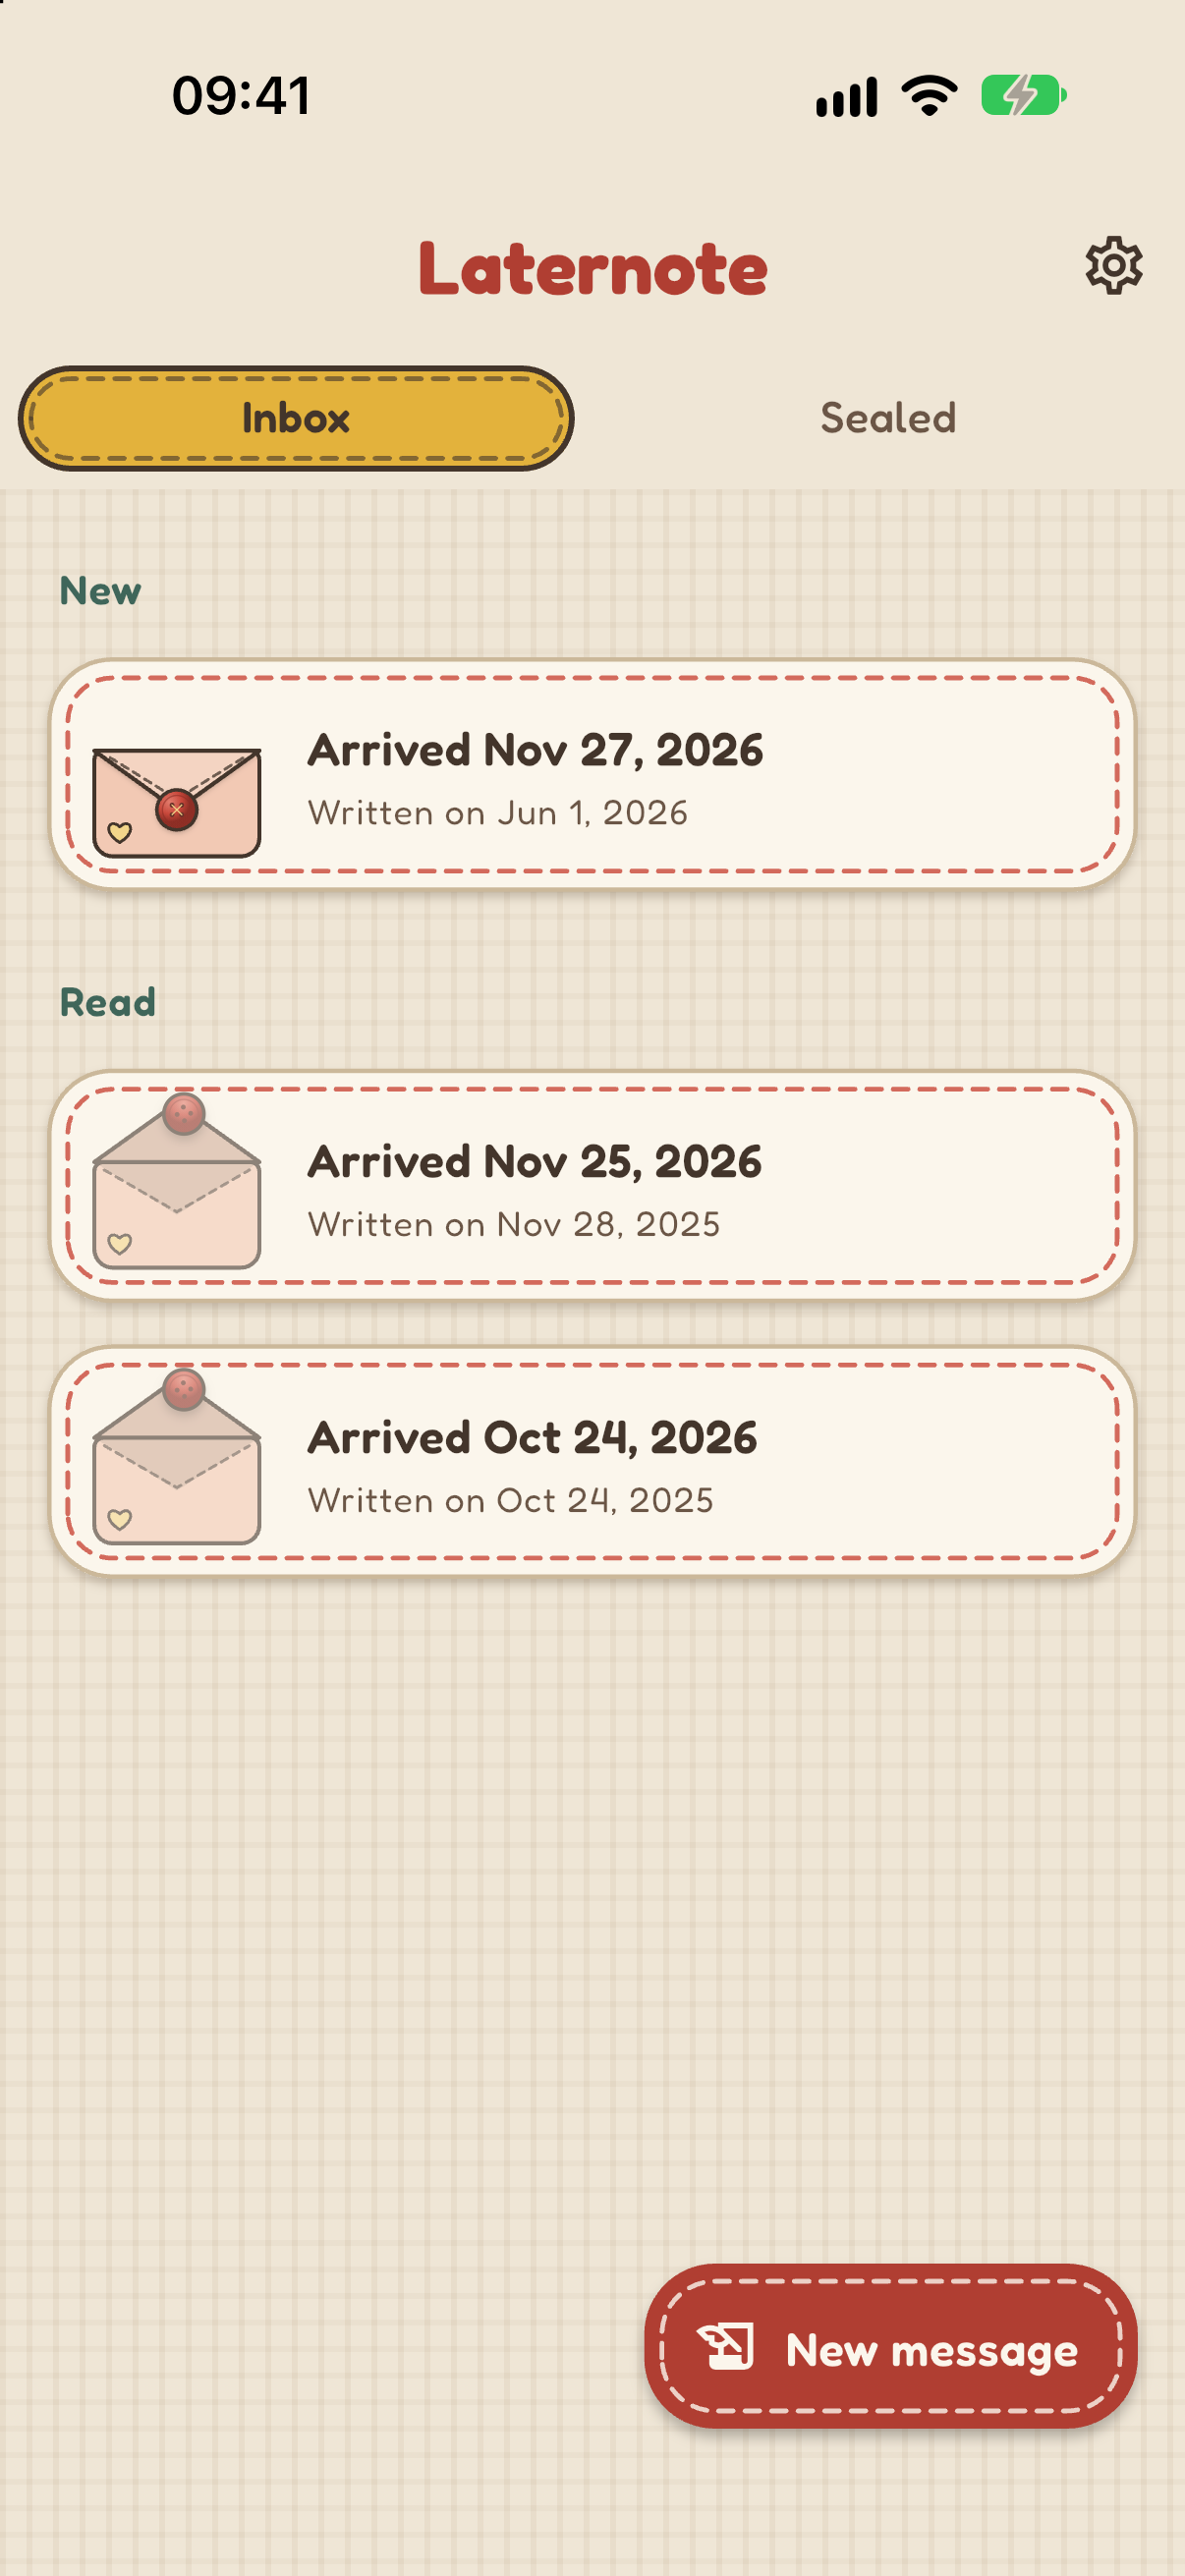 09:41
Laternote
Inbox
Sealed
New
Arrived Nov 27, 2026
Written on Jun 1, 2026
Read
Arrived Nov 25, 2026
Written on Nov 28, 2025
Arrived Oct 24, 2026
Written on Oct 24, 2025
New message